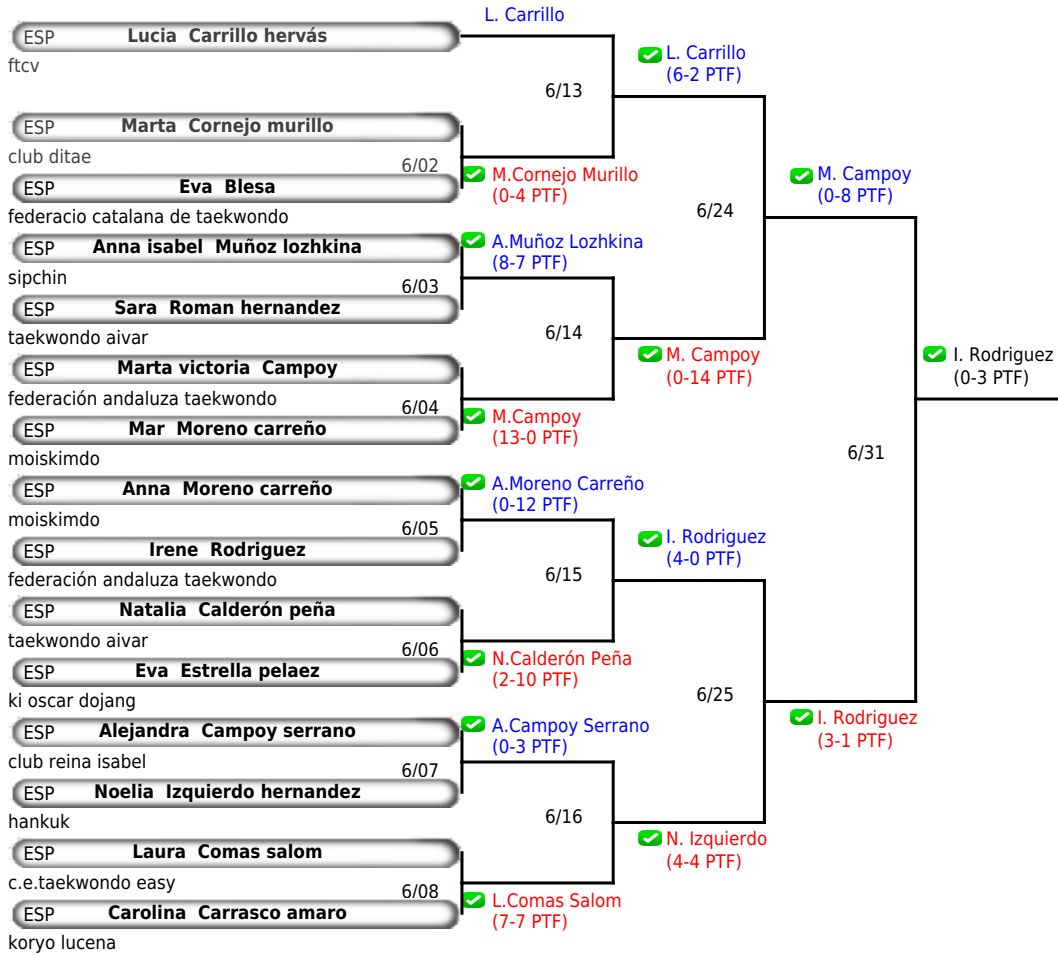 L. Carrillo
ESP Lucia Carrillo hervás
ftcv
L. Carrillo
(6-2 PTF)
6/13
ESP Marta Cornejo murillo
club ditae
6/02
M.Cornejo Murillo
(0-4 PTF)
ESP Eva Blesa
federacio catalana de taekwondo
M. Campoy
(0-8 PTF)
6/24
ESP Anna isabel Muñoz lozhkina
sipchin
A.Muñoz Lozhkina
(8-7 PTF)
6/03
ESP Sara Roman hernandez
taekwondo aivar
6/14
ESP Marta victoria Campoy
federación andaluza taekwondo
M. Campoy
(0-14 PTF)
I. Rodriguez
(0-3 PTF)
6/04
M.Campoy
(13-0 PTF)
ESP Mar Moreno carreño
moiskimdo
6/31
ESP Anna Moreno carreño
moiskimdo
A.Moreno Carreño
(0-12 PTF)
6/05
ESP Irene Rodriguez
federación andaluza taekwondo
I. Rodriguez
(4-0 PTF)
6/15
ESP Natalia Calderón peña
taekwondo aivar
6/06
N.Calderón Peña
(2-10 PTF)
ESP Eva Estrella pelaez
ki oscar dojang
6/25
ESP Alejandra Campoy serrano
club reina isabel
A.Campoy Serrano
(0-3 PTF)
I. Rodriguez
(3-1 PTF)
6/07
ESP Noelia Izquierdo hernandez
hankuk
6/16
ESP Laura Comas salom
c.e.taekwondo easy
N. Izquierdo
(4-4 PTF)
6/08
L.Comas Salom
(7-7 PTF)
ESP Carolina Carrasco amaro
koryo lucena